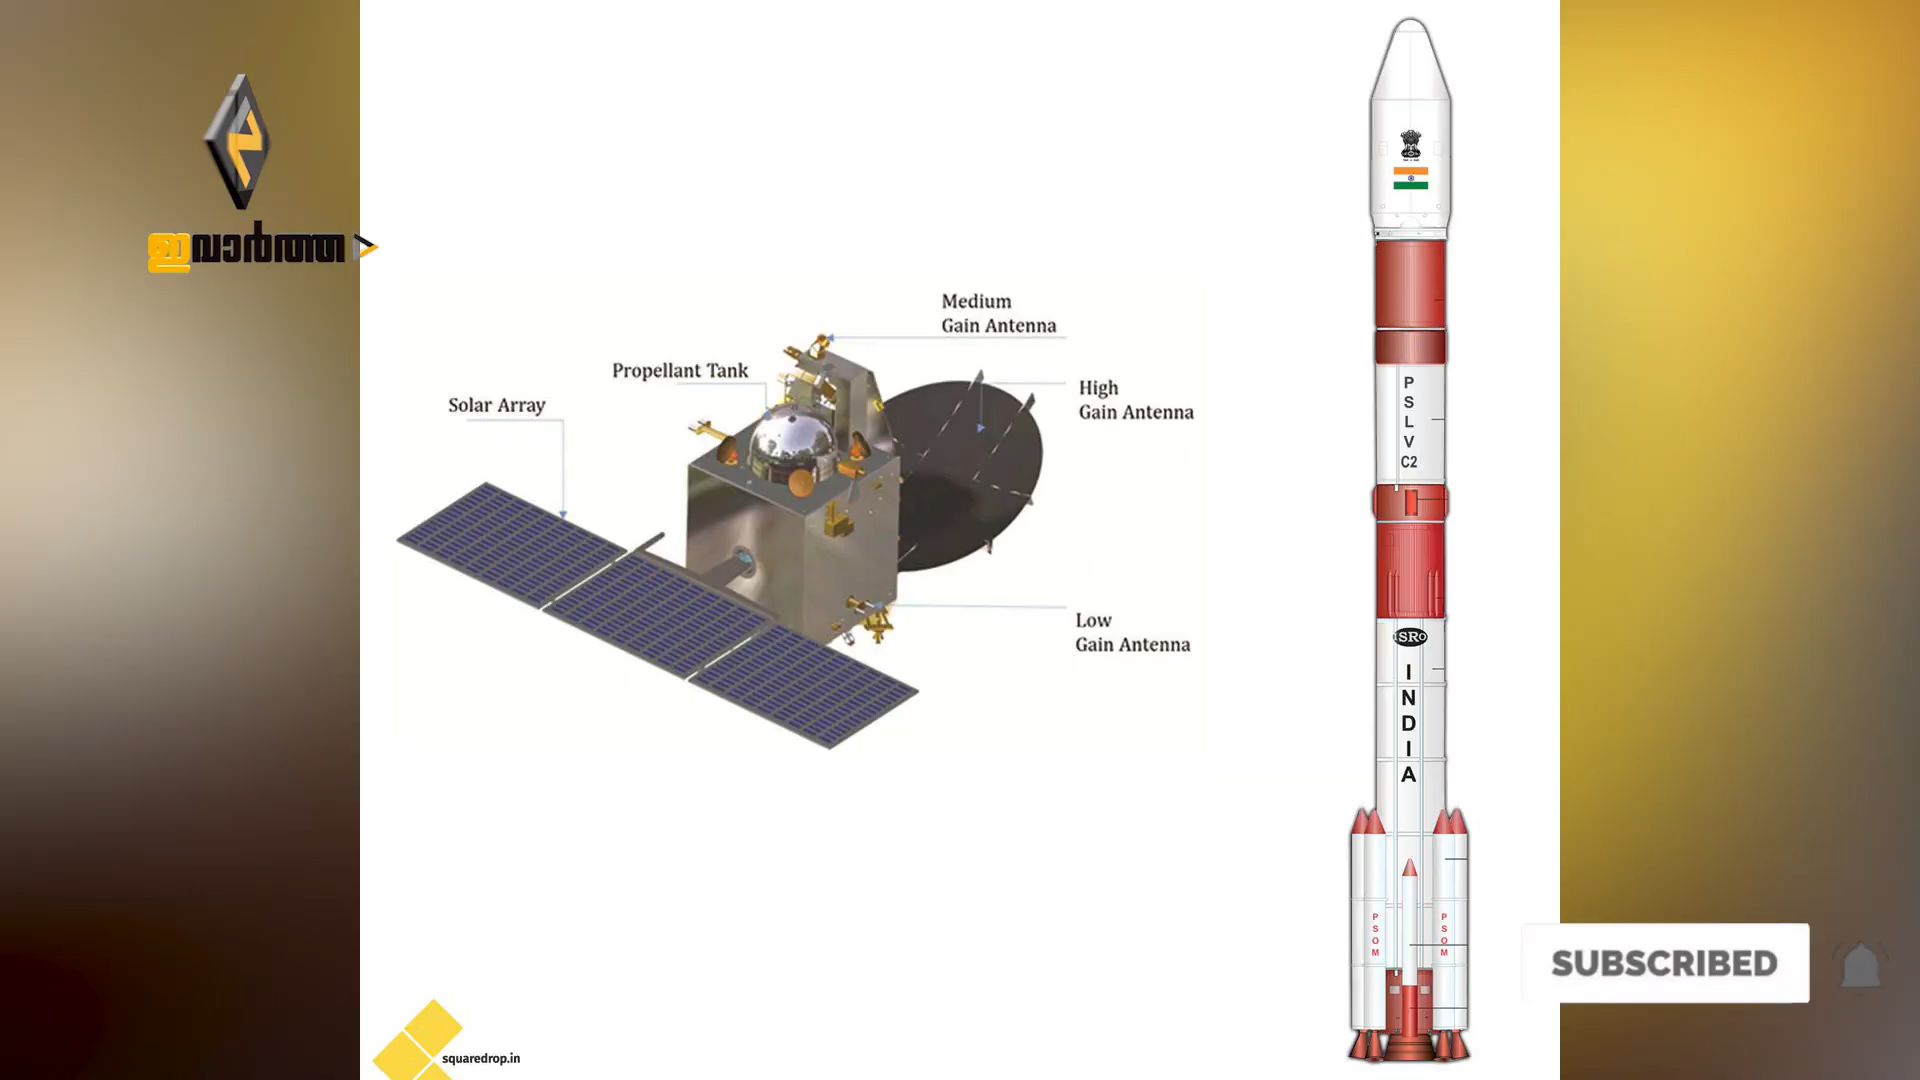 ഇവാർത്ത
Medium
Gain Antenna
Propellant Tank
High
Gain Antenna
Solar Array
Low
Gain Antenna
P
S
L
V
C2
ISRO
I
N
D
I
A
P
S
O
M
P
S
O
M
SUBSCRIBED
squaredrop.in